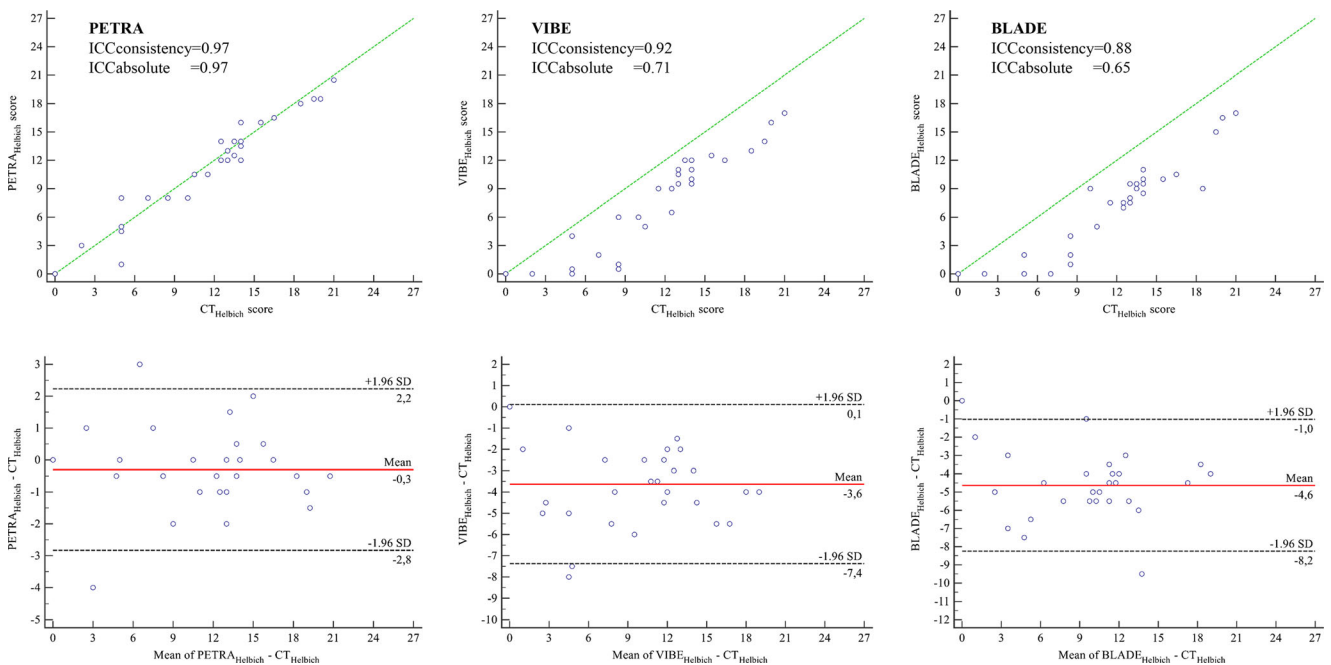 PETRA
ICCconsistency=0.97
ICCabsolute =0.97
27
24
21
18
15
12
9
6
3
0
PETRAHelbich score
0 3 6 9 12 15 18 21 24 27
CTHelbich score
VIBE
ICCconsistency=0.92
ICCabsolute =0.71
27
24
21
18
15
12
9
6
3
0
VIBEHelbich score
0 3 6 9 12 15 18 21 24 27
CTHelbich score
BLADE
ICCconsistency=0.88
ICCabsolute =0.65
27
24
21
18
15
12
9
6
3
0
BLADEHelbich score
0 3 6 9 12 15 18 21 24 27
CTHelbich score
3
2
1
0
-1
-2
-3
-4
-5
PETRAHelbich - CTHelbich
+1.96 SD
2,2
Mean
-0,3
-1.96 SD
-2,8
0 3 6 9 12 15 18 21 24 27
Mean of PETRAHelbich - CTHelbich
2
1
0
-1
-2
-3
-4
-5
-6
-7
-8
-9
-10
VIBEHelbich - CTHelbich
+1.96 SD
0,1
Mean
-3,6
-1.96 SD
-7,4
0 3 6 9 12 15 18 21 24 27
Mean of VIBEHelbich - CTHelbich
2
1
0
-1
-2
-3
-4
-5
-6
-7
-8
-9
-10
-11
-12
BLADEHelbich - CTHelbich
+1.96 SD
-1,0
Mean
-4,6
-1.96 SD
-8,2
0 3 6 9 12 15 18 21 24 27
Mean of BLADEHelbich - CTHelbich